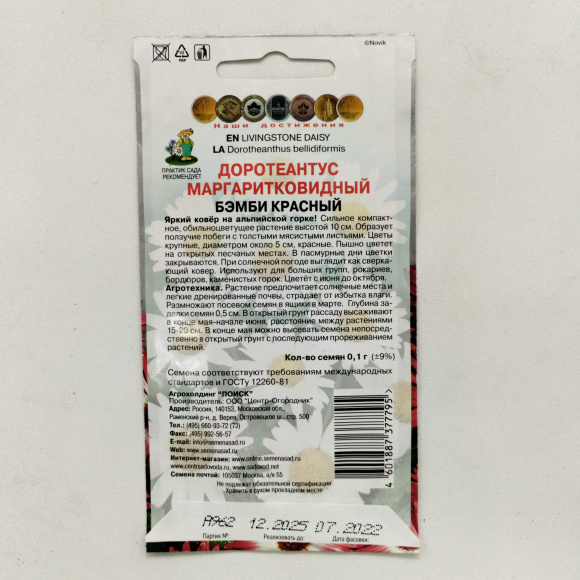 ©Novik
PAP
Наши достижения
EN LIVINGSTONE DAISY
LA Dorotheanthus bellidiformis
ПРАКТИК САДА
РЕКОМЕНДУЕТ
ДОРОТЕАНТУС
МАРГАРИТКОВИДНЫЙ
БЭМБИ КРАСНЫЙ
Яркий ковёр на альпийской горке! Сильное компакт-
ное, обильноцветущее растение высотой 10 см. Образует
ползучие побеги с толстыми мясистыми листьями. Цветы
крупные, диаметром около 5 см, красные. Пышно цветет
на открытых песчаных местах. В пасмурные дни цветки
закрываются. При солнечной погоде выглядит как сверка-
ющий ковер. Используют для больших групп, рокариев,
бордюров, каменистых горок. Цветёт с июня до октября.
Агротехника. Растение предпочитает солнечные места и
легкие дренированные почвы, страдает от избытка влаги.
Размножают посевом семян в ящики в марте. Глубина за-
делки семян 0,5 см. В открытый грунт рассаду высаживают
в конце мая-начале июня, расстояние между растениями
15-20 см. В конце мая можно высевать семена непосред-
ственно в открытый грунт с последующим прореживанием
растений.
Кол-во семян 0,1 г (±9%)
Семена соответствуют требованиям международных
стандартов и ГОСТу 12260-81
Агрохолдинг "ПОИСК"
Производитель: ООО "Центр-Огородник"
Адрес: Россия, 140153, Московская обл.,
Раменский р-н, д. Верея, Островецкое ш., стр. 500
Тел.: (495) 660-93-72 (73)
Факс: (495) 992-56-57
E-mail: info@semenasad.ru
Web: www.semenasad.ru
Интернет-магазин: www.online.semenasad.ru
www.centrsadovoda.ru, www.sadovod.net
Семена почтой: 105037 Москва, а/я 55
Не подлежат обязательной сертификации
Хранить в сухом прохладном месте
4 601887 377795
А962 12.2025 07.2022
Партия №: Реализовать до: Дата фасовки: